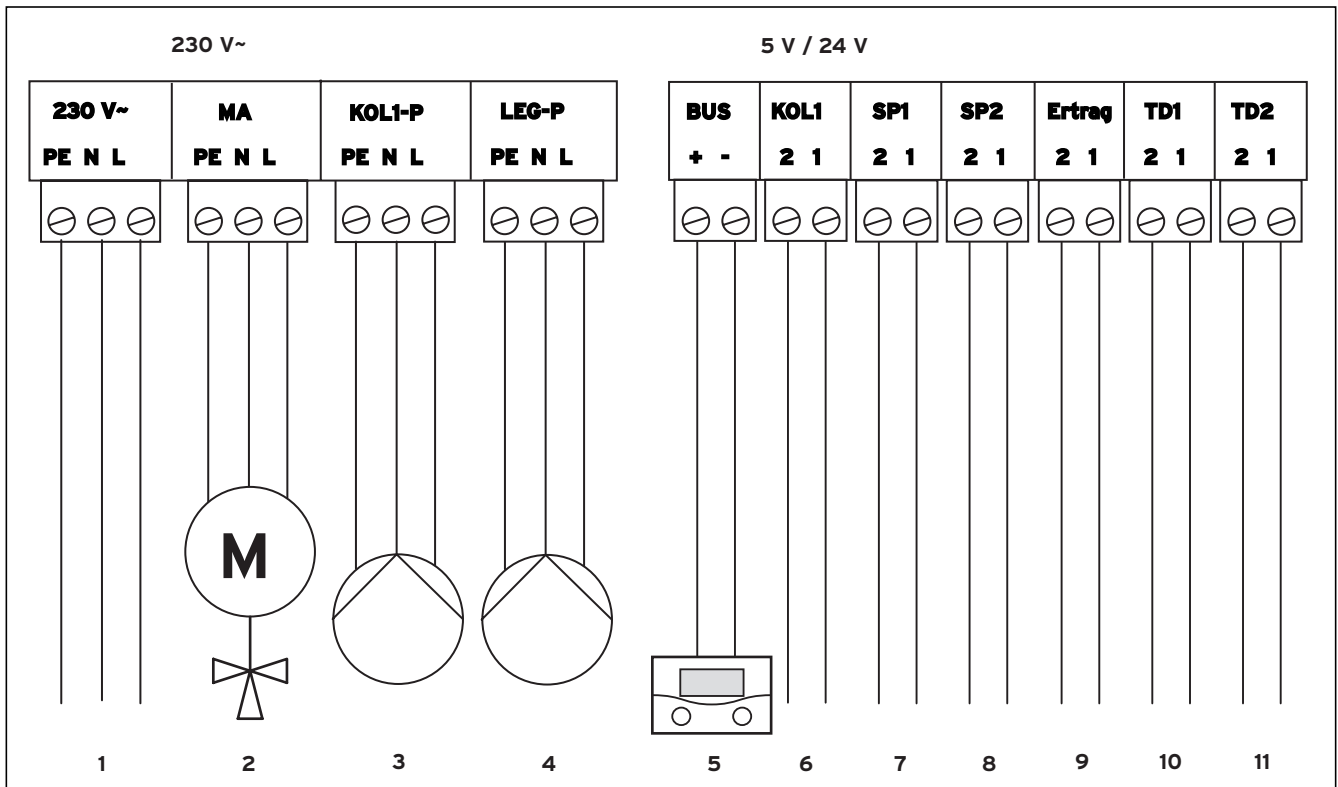 230 V~ 5 V / 24 V
230 V~ MA KOL1-P LEG-P BUS KOL1 SP1 SP2 Ertrag TD1 TD2
PE N L PE N L PE N L PE N L + - 2 1 2 1 2 1 2 1 2 1 2 1
M
1 2 3 4 5 6 7 8 9 10 11